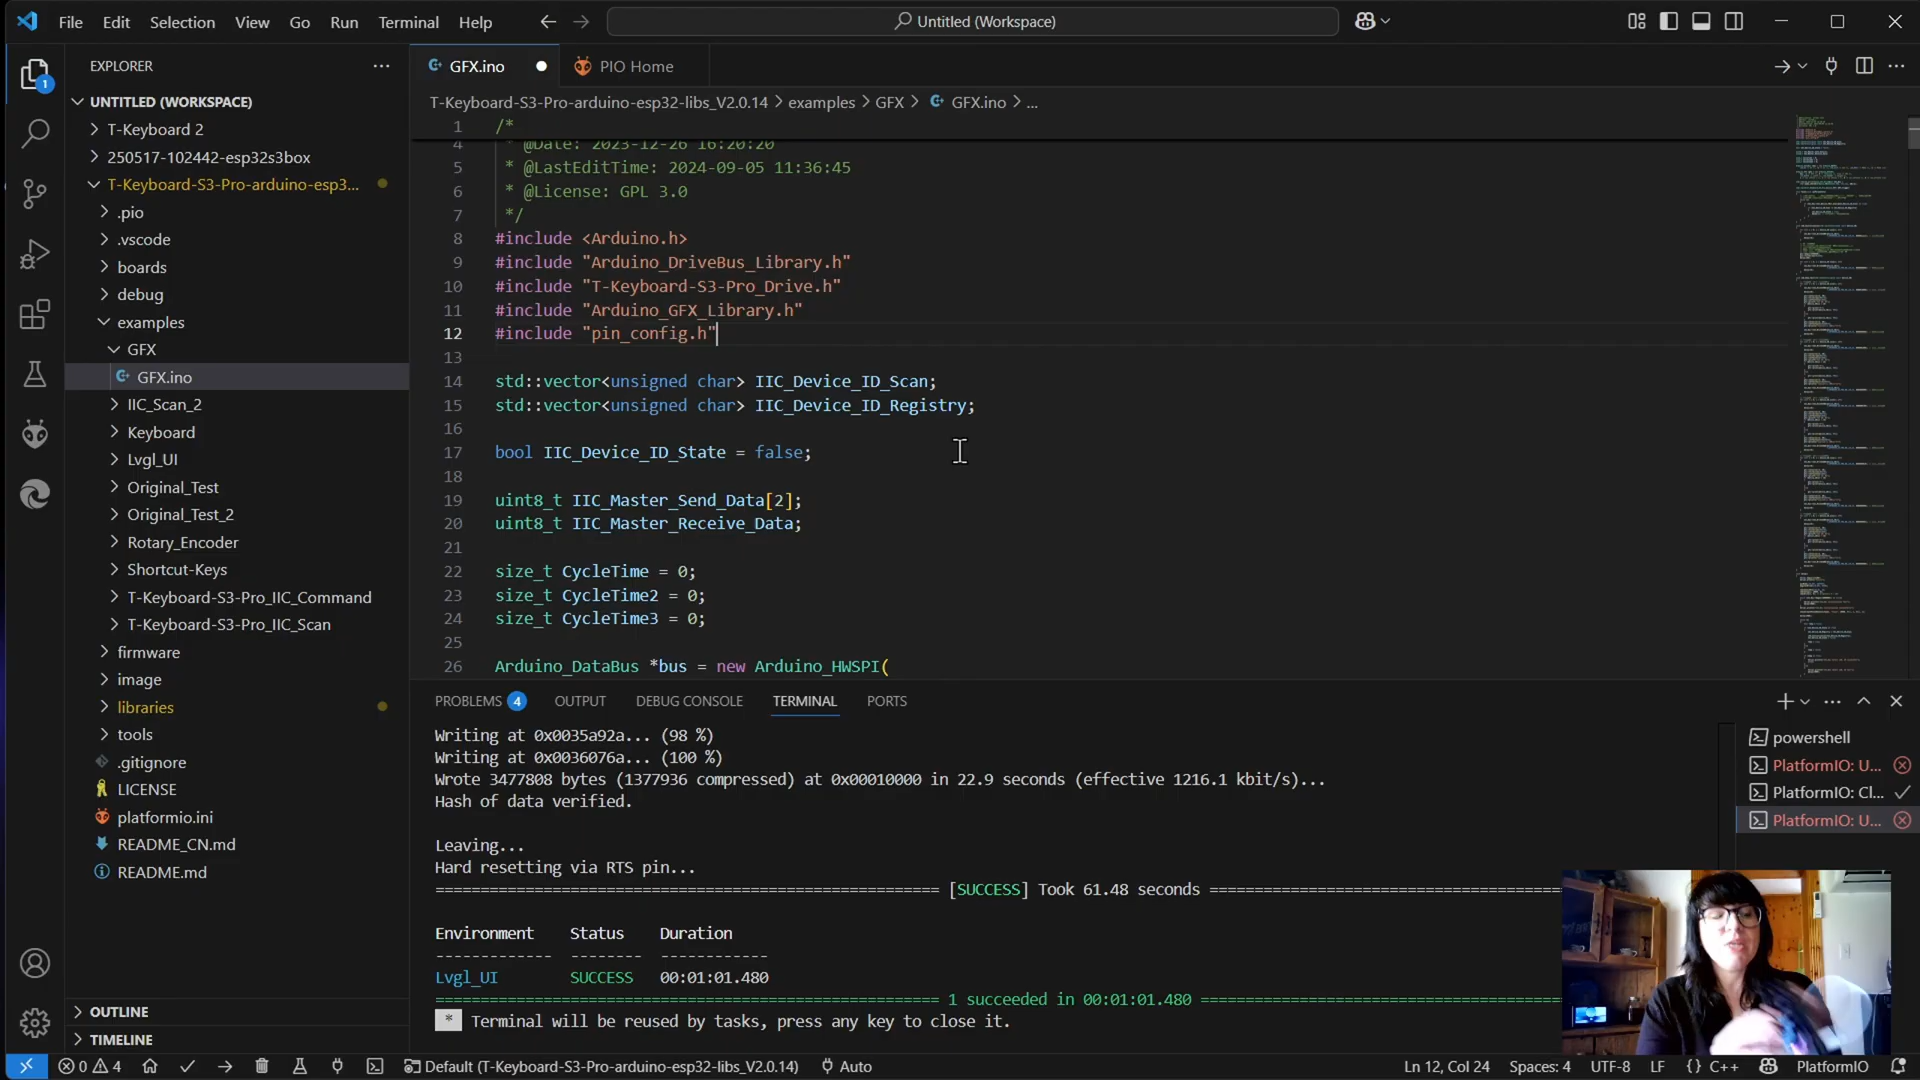 File Edit Selection View Go Run Terminal Help
Untitled (Workspace)
EXPLORER
1
UNTITLED (WORKSPACE)
T-Keyboard 2
250517-102442-esp32s3box
T-Keyboard-S3-Pro-arduino-esp3...
.pio
.vscode
boards
debug
examples
GFX
GFX.ino
IIC_Scan_2
Keyboard
Lvgl_UI
Original_Test
Original_Test_2
Rotary_Encoder
Shortcut-Keys
T-Keyboard-S3-Pro_IIC_Command
T-Keyboard-S3-Pro_IIC_Scan
firmware
image
libraries
tools
.gitignore
LICENSE
platformio.ini
README_CN.md
README.md
OUTLINE
TIMELINE
GFX.ino
PIO Home
T-Keyboard-S3-Pro-arduino-esp32-libs_V2.0.14 > examples > GFX > GFX.ino > ...
1 /*
4 * @Date: 2023-12-26 16:20:20
5 * @LastEditTime: 2024-09-05 11:36:45
6 * @License: GPL 3.0
7 */
8 #include <Arduino.h>
9 #include "Arduino_DriveBus_Library.h"
10 #include "T-Keyboard-S3-Pro_Drive.h"
11 #include "Arduino_GFX_Library.h"
12 #include "pin_config.h"
13
14 std::vector<unsigned char> IIC_Device_ID_Scan;
15 std::vector<unsigned char> IIC_Device_ID_Registry;
16
17 bool IIC_Device_ID_State = false;
18
19 uint8_t IIC_Master_Send_Data[2];
20 uint8_t IIC_Master_Receive_Data;
21
22 size_t CycleTime = 0;
23 size_t CycleTime2 = 0;
24 size_t CycleTime3 = 0;
25
26 Arduino_DataBus *bus = new Arduino_HWSPI(
PROBLEMS 4 OUTPUT DEBUG CONSOLE TERMINAL PORTS
Writing at 0x0035a92a... (98 %)
Writing at 0x0036076a... (100 %)
Wrote 3477808 bytes (1377936 compressed) at 0x00010000 in 22.9 seconds (effective 1216.1 kbit/s)...
Hash of data verified.
Leaving...
Hard resetting via RTS pin...
==================================================== [SUCCESS] Took 61.48 seconds =======================================
Environment Status Duration
------------- -------- ------------
Lvgl_UI SUCCESS 00:01:01.480
==================================================== 1 succeeded in 00:01:01.480 ========================================
* Terminal will be reused by tasks, press any key to close it.
powershell
PlatformIO: U...
PlatformIO: Cl...
PlatformIO: U...
0 4
Default (T-Keyboard-S3-Pro-arduino-esp32-libs_V2.0.14)
Auto
Ln 12, Col 24 Spaces: 4 UTF-8 LF {} C++ PlatformIO